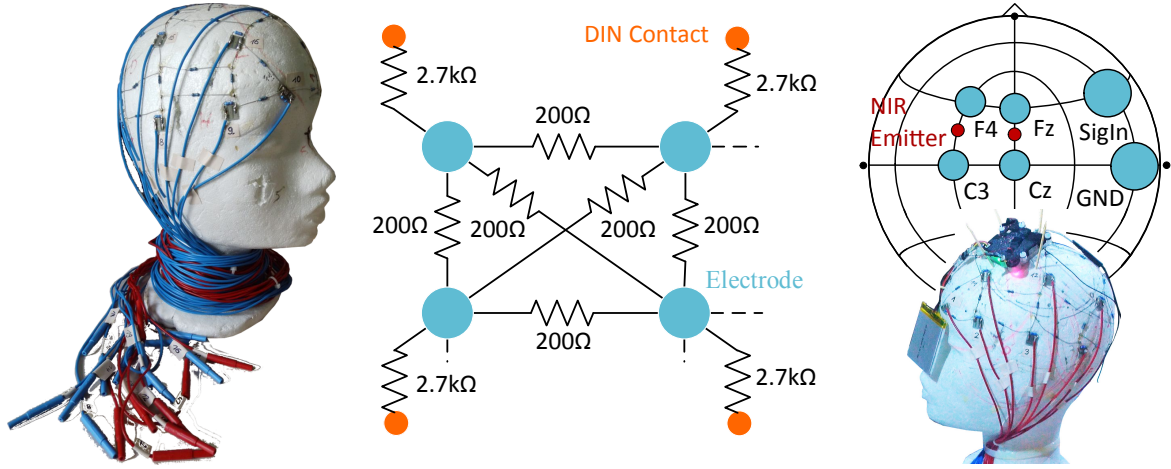 DIN Contact
2.7kΩ
2.7kΩ
200Ω
200Ω
200Ω
200Ω
200Ω
Electrode
200Ω
2.7kΩ
2.7kΩ
NIR
Emitter
F4
Fz
SigIn
C3
Cz
GND